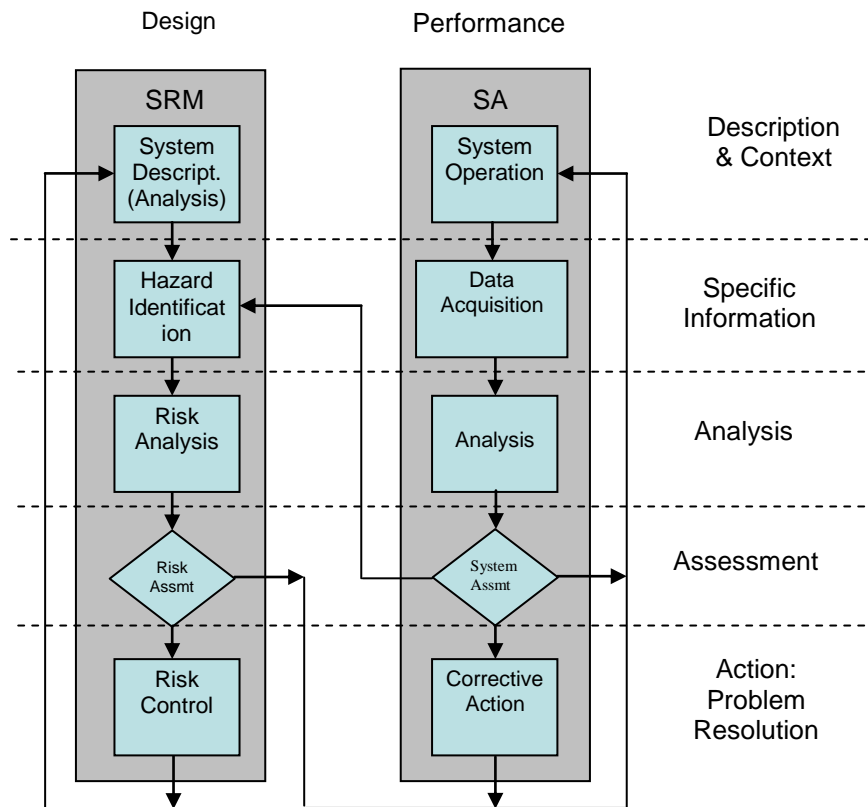 Design
Performance
SRM
SA
System
Descript.
(Analysis)
System
Operation
Description
& Context
Hazard
Identificat
ion
Data
Acquisition
Specific
Information
Risk
Analysis
Analysis
Analysis
Risk
Assmt
System
Assmt
Assessment
Risk
Control
Corrective
Action
Action:
Problem
Resolution